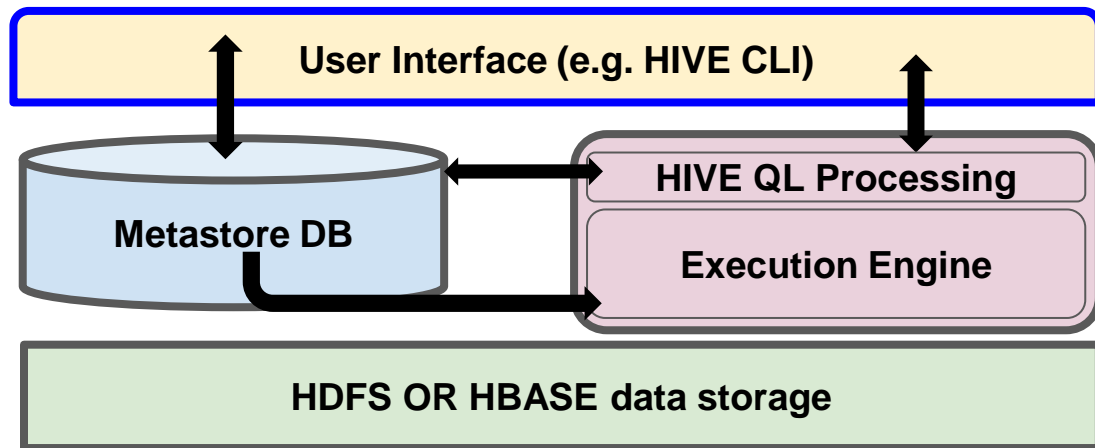 User Interface (e.g. HIVE CLI)
HIVE QL Processing
Metastore DB
Execution Engine
HDFS OR HBASE data storage